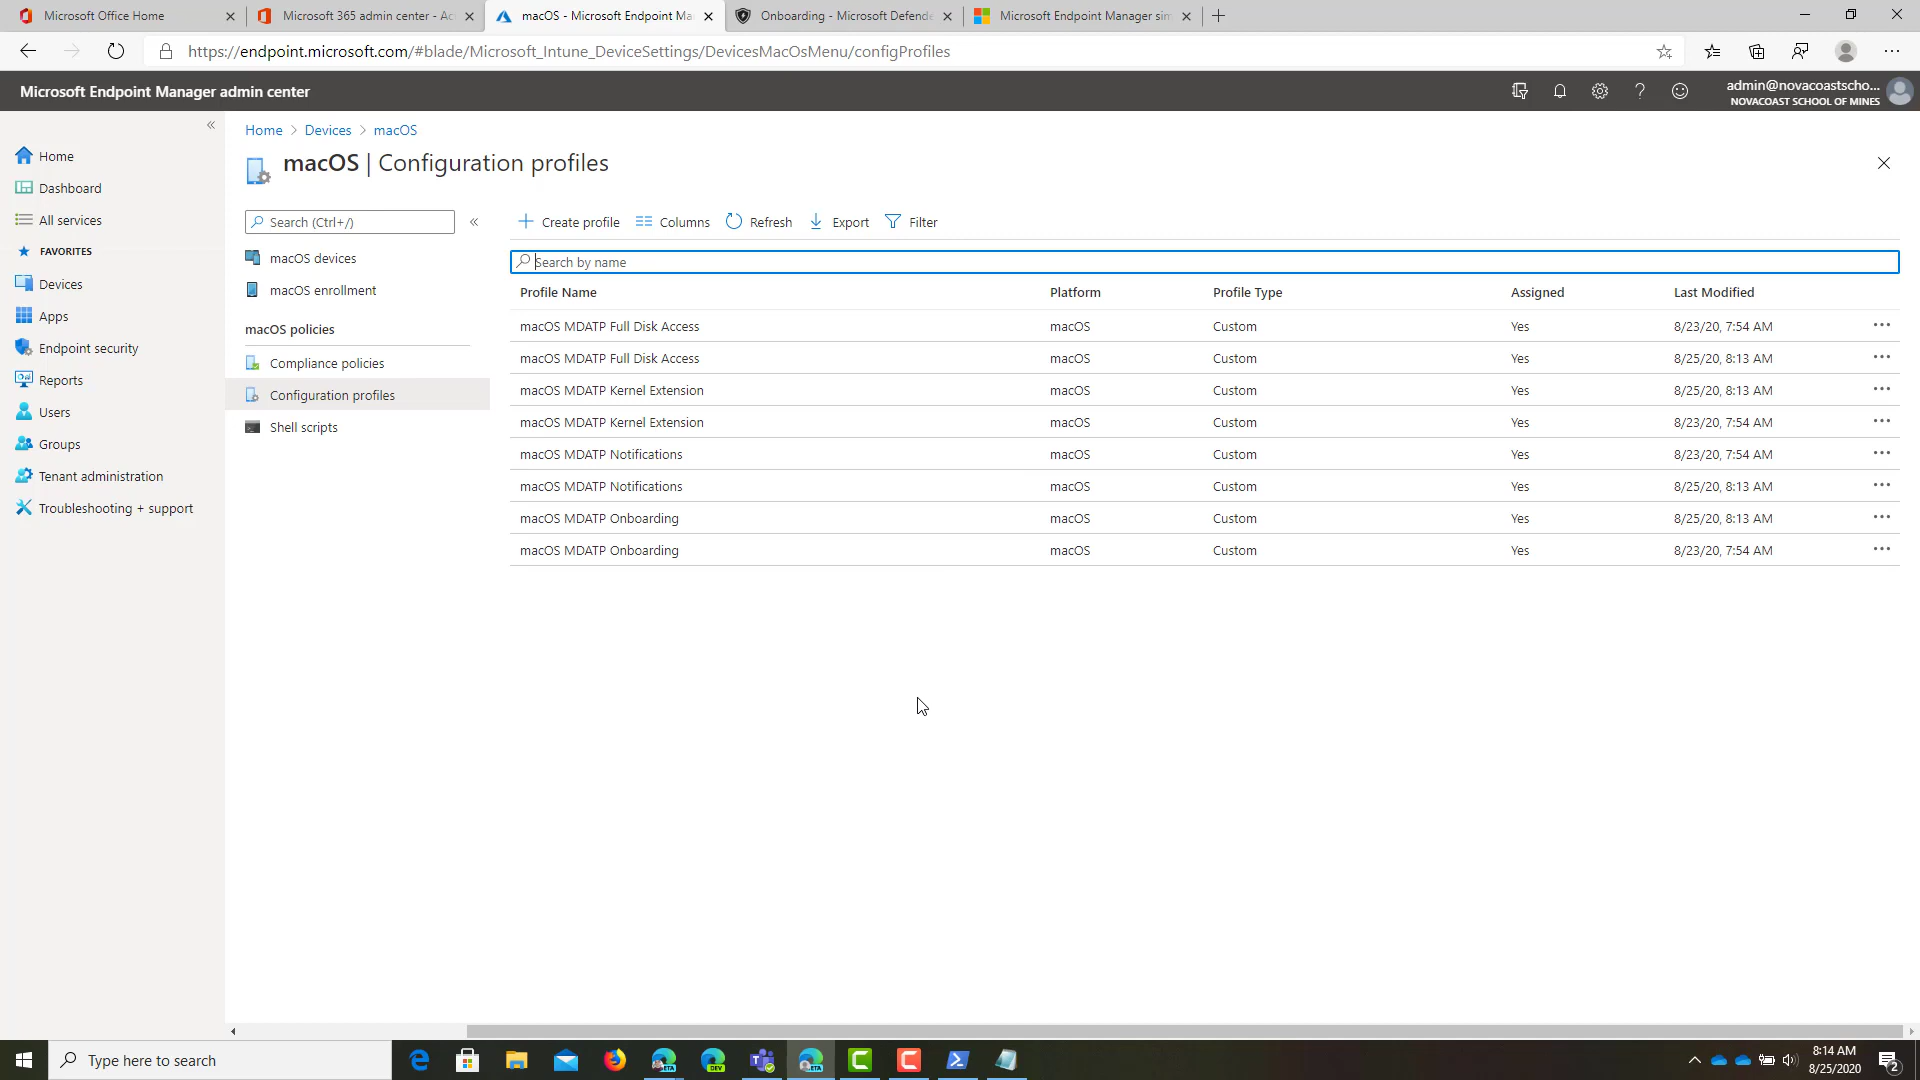 Microsoft Office Home
Microsoft 365 admin center - Ac
macOS - Microsoft Endpoint Ma
Onboarding - Microsoft Defende
Microsoft Endpoint Manager sim
https://endpoint.microsoft.com/#blade/Microsoft_Intune_DeviceSettings/DevicesMacOsMenu/configProfiles
Microsoft Endpoint Manager admin center
admin@novacoastscho...
NOVACOAST SCHOOL OF MINES
Home
Dashboard
All services
FAVORITES
Devices
Apps
Endpoint security
Reports
Users
Groups
Tenant administration
Troubleshooting + support
Home > Devices > macOS
macOS | Configuration profiles
Search (Ctrl+/)
macOS devices
macOS enrollment
macOS policies
Compliance policies
Configuration profiles
Shell scripts
Create profile Columns Refresh Export Filter
Search by name
Profile Name Platform Profile Type Assigned Last Modified
macOS MDATP Full Disk Access macOS Custom Yes 8/23/20, 7:54 AM
macOS MDATP Full Disk Access macOS Custom Yes 8/25/20, 8:13 AM
macOS MDATP Kernel Extension macOS Custom Yes 8/25/20, 8:13 AM
macOS MDATP Kernel Extension macOS Custom Yes 8/23/20, 7:54 AM
macOS MDATP Notifications macOS Custom Yes 8/23/20, 7:54 AM
macOS MDATP Notifications macOS Custom Yes 8/25/20, 8:13 AM
macOS MDATP Onboarding macOS Custom Yes 8/25/20, 8:13 AM
macOS MDATP Onboarding macOS Custom Yes 8/23/20, 7:54 AM
Type here to search
BETA
DEV
BETA
8:14 AM
8/25/2020
2